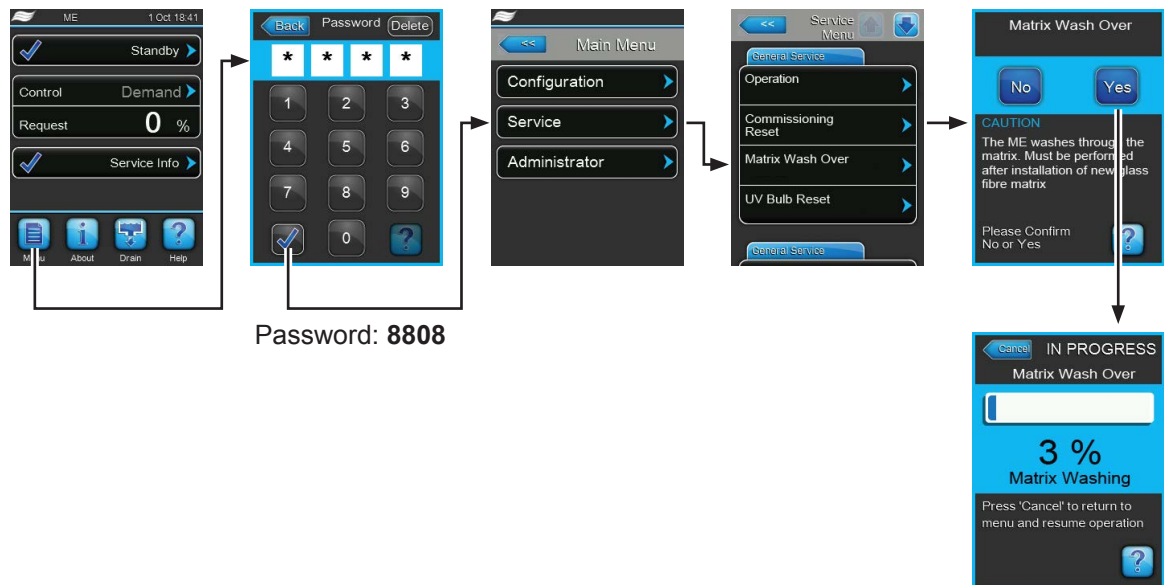 ME 1 Oct 18:41
Standby
Control Demand
Request 0 %
Service Info
Menu About Drain Help
Back Password Delete
* * * *
1 2 3
4 5 6
7 8 9
0 ?
Password: 8808
<< Main Menu
Configuration
Service
Administrator
<< Service
Menu
General Service
Operation
Commissioning
Reset
Matrix Wash Over
UV Bulb Reset
General Service
Matrix Wash Over
No Yes
CAUTION
The ME washes through the
matrix. Must be performed
after installation of new glass
fibre matrix
Please Confirm
No or Yes
?
Cancel IN PROGRESS
Matrix Wash Over
3 %
Matrix Washing
Press 'Cancel' to return to
menu and resume operation
?